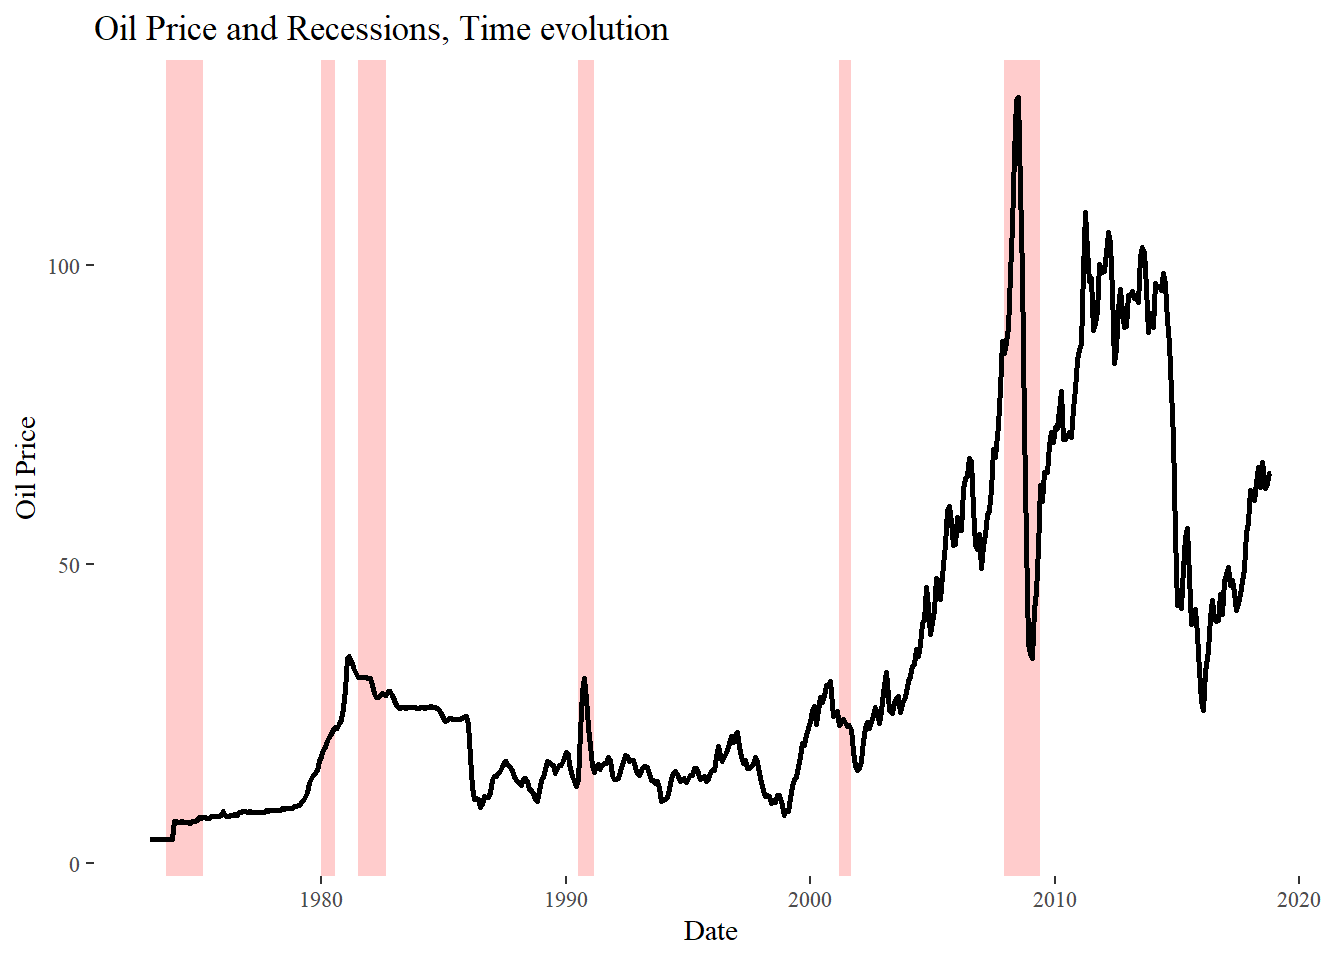 Oil Price and Recessions, Time evolution
100
50
0
Oil Price
1980 1990 2000 2010 2020
Date